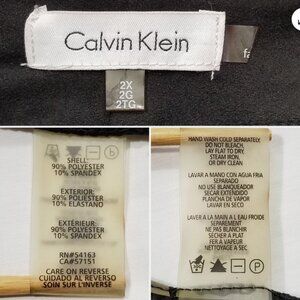 Calvin Klein
2X
2G
2TG
SHELL:
90% POLYESTER
10% SPANDEX
EXTERIOR:
90% POLIESTER
10% ELASTANO
EXTÉRIEUR:
90% POLYESTER
10% SPANDEX
RN#54163
CA#57151
CARE ON REVERSE
CUIDADO AL REVERSO
SOIN SUR L'INVERSE
HAND WASH COLD SEPARATELY.
DO NOT BLEACH.
LAY FLAT TO DRY.
STEAM IRON.
OR DRY CLEAN
LAVAR A MANO CON AGUA FRIA
SEPARADO
NO USE BLANQUEADOR
SECAR EXTENDIDO
PLANCHA DE VAPOR
LAVAR EN SECO
LAVER A LA MAIN A L'EAU FROIDE
SEPAREMENT
NE PAS BLANCHIR
SECHER A PLAT
FER A VAPEUR
NETTOYAGE A SEC